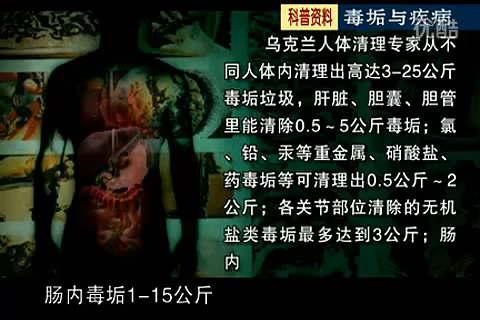 科普资料 毒垢与疾病
优酷
乌克兰人体清理专家从不
同人体内清理出高达3-25公斤
毒垢垃圾，肝脏、胆囊、胆管
里能清除0.5～5公斤毒垢；氯
、铅、汞等重金属、硝酸盐、
药毒垢等可清理出0.5公斤～2
公斤；各关节部位清除的无机
盐类毒垢最多达到3公斤；肠
内
肠内毒垢1-15公斤